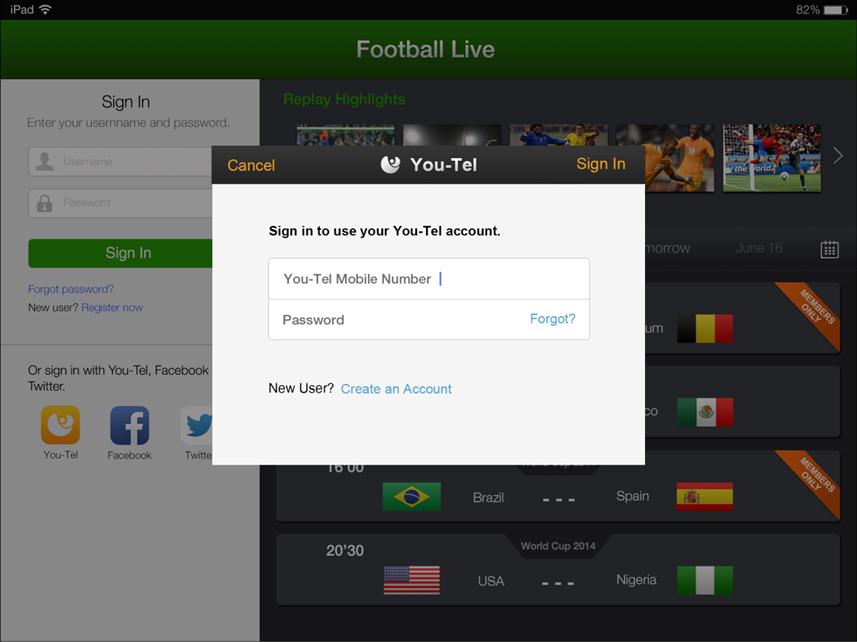 iPad
82%
Football Live
Sign In
Enter your usernname and password.
Username
Password
Sign In
Forgot password?
New user? Register now
Or sign in with You-Tel, Facebook
Twitter.
You-Tel
Facebook
Twitte
Replay Highlights
the World.
Cancel
You-Tel
Sign In
Sign in to use your You-Tel account.
You-Tel Mobile Number
Password
Forgot?
New User? Create an Account
morrow
June 16
um
MEMBERS
ONLY
co
16'00
World Cup 2014
Brazil
- - -
Spain
MEMBERS
ONLY
20'30
World Cup 2014
USA
- - -
Nigeria